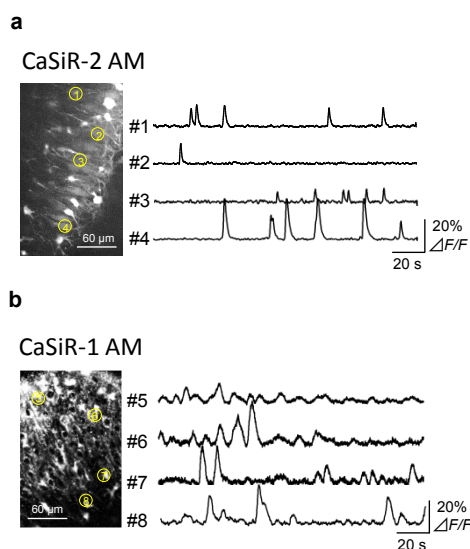 a
CaSiR-2 AM
1
2
3
4
60 µm
#1
#2
#3
#4
20%
⊿F/F
20 s
b
CaSiR-1 AM
5
6
7
8
60 µm
#5
#6
#7
#8
20%
⊿F/F
20 s